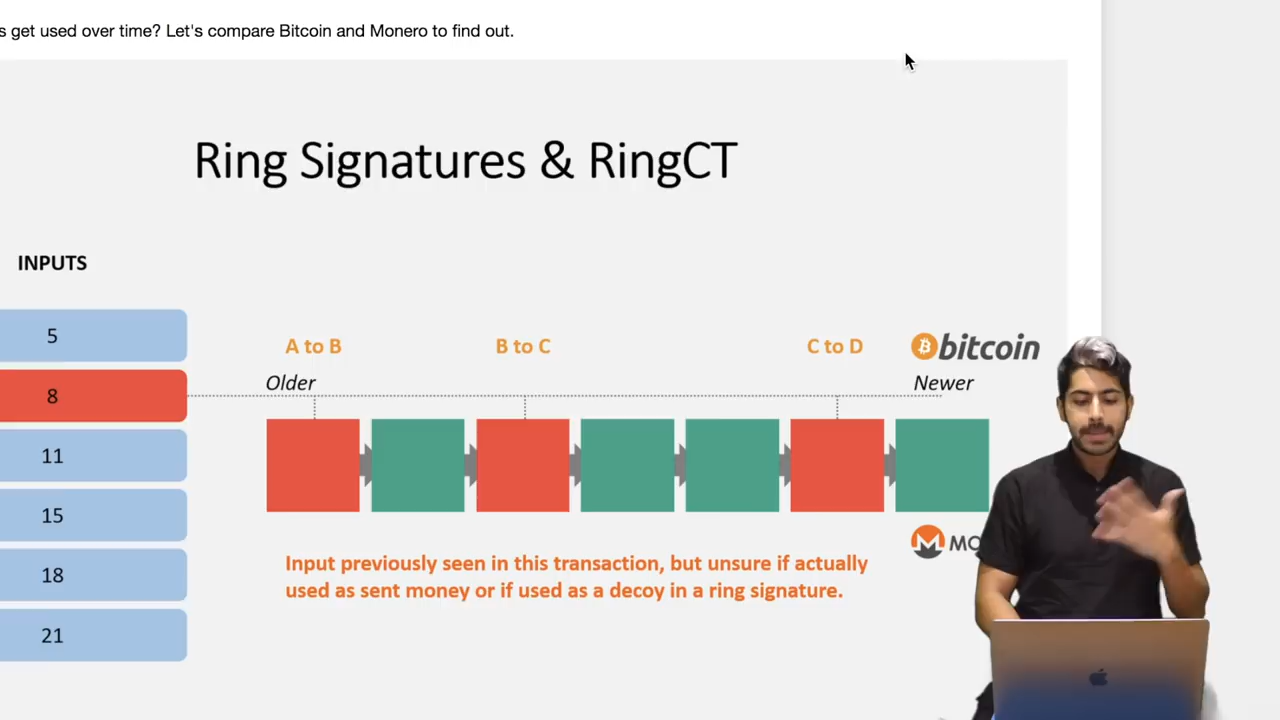 s get used over time? Let's compare Bitcoin and Monero to find out.
Ring Signatures & RingCT
INPUTS
5
8
11
15
18
21
A to B
B to C
C to D
bitcoin
Older
Newer
MO
Input previously seen in this transaction, but unsure if actually
used as sent money or if used as a decoy in a ring signature.